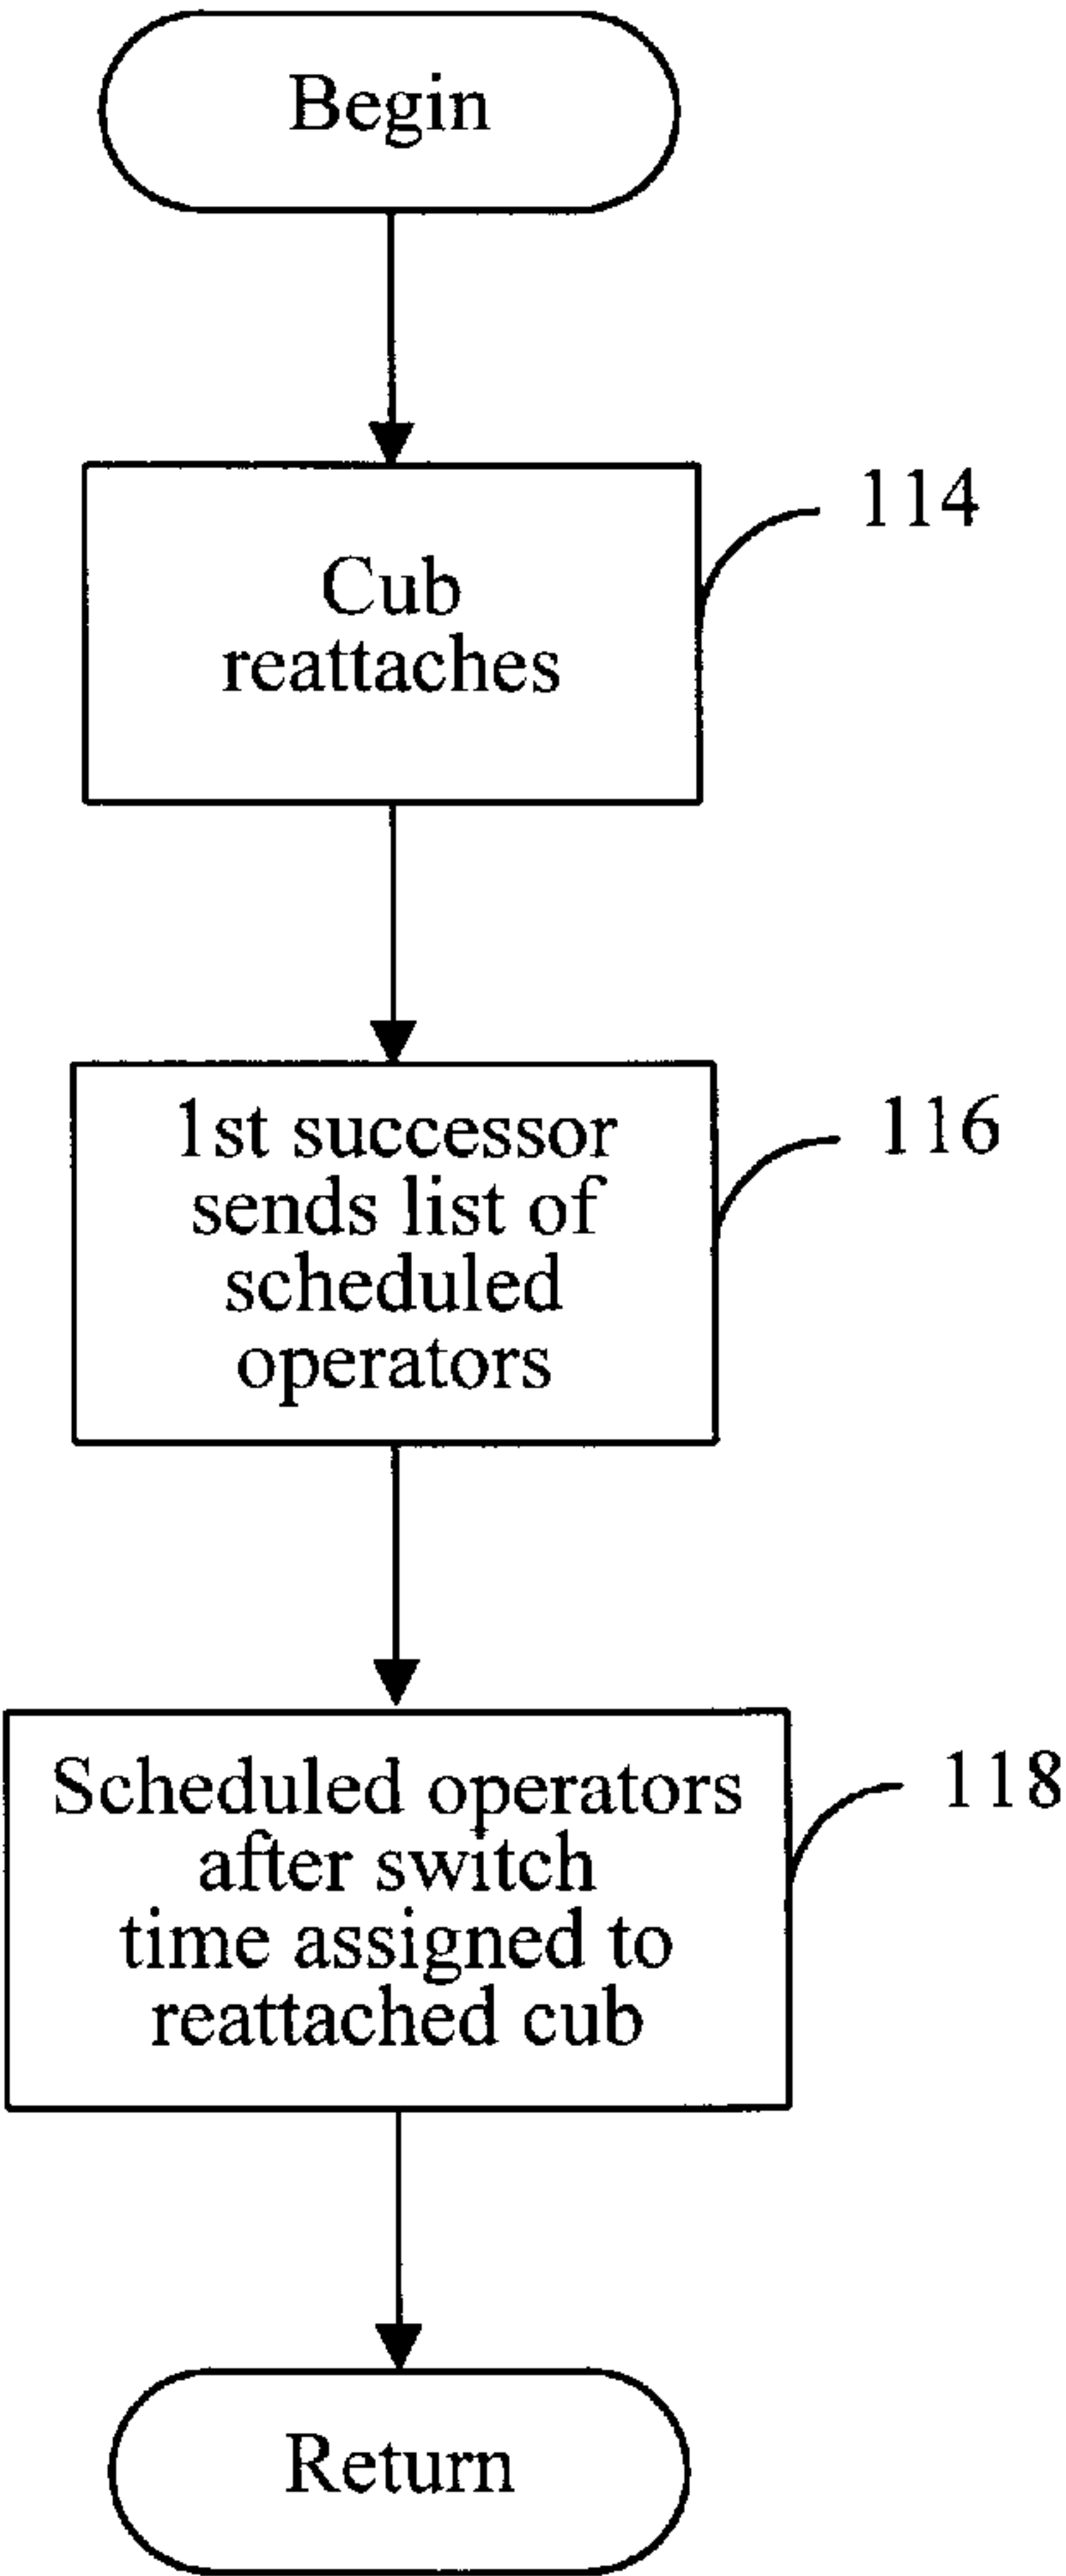 Begin
Cub
reattaches
114
1st successor
sends list of
scheduled
operators
116
Scheduled operators
after switch
time assigned to
reattached cub
118
Return